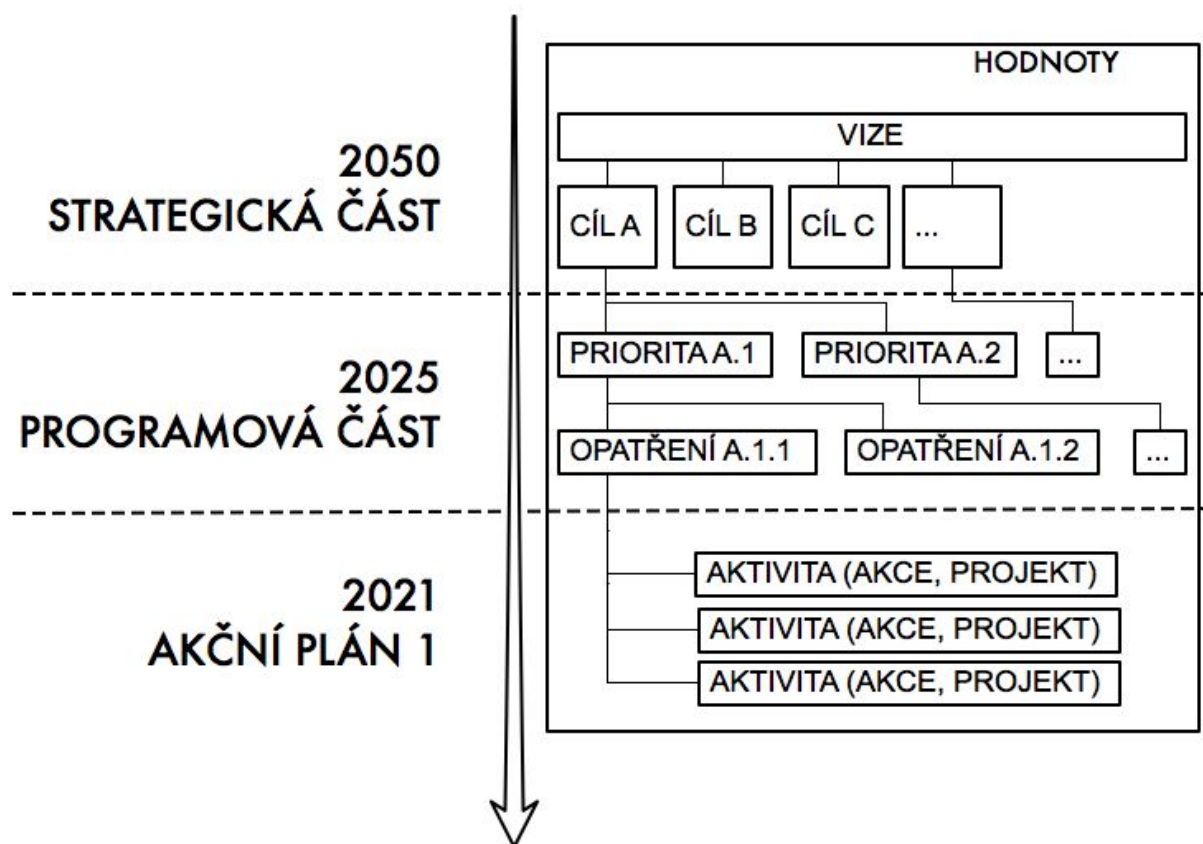 HODNOTY
VIZE
2050
STRATEGICKÁ ČÁST
CÍL A
CÍL B
CÍL C
...
2025
PROGRAMOVÁ ČÁST
PRIORITA A.1
PRIORITA A.2
...
OPATŘENÍ A.1.1
OPATŘENÍ A.1.2
...
2021
AKČNÍ PLÁN 1
AKTIVITA (AKCE, PROJEKT)
AKTIVITA (AKCE, PROJEKT)
AKTIVITA (AKCE, PROJEKT)